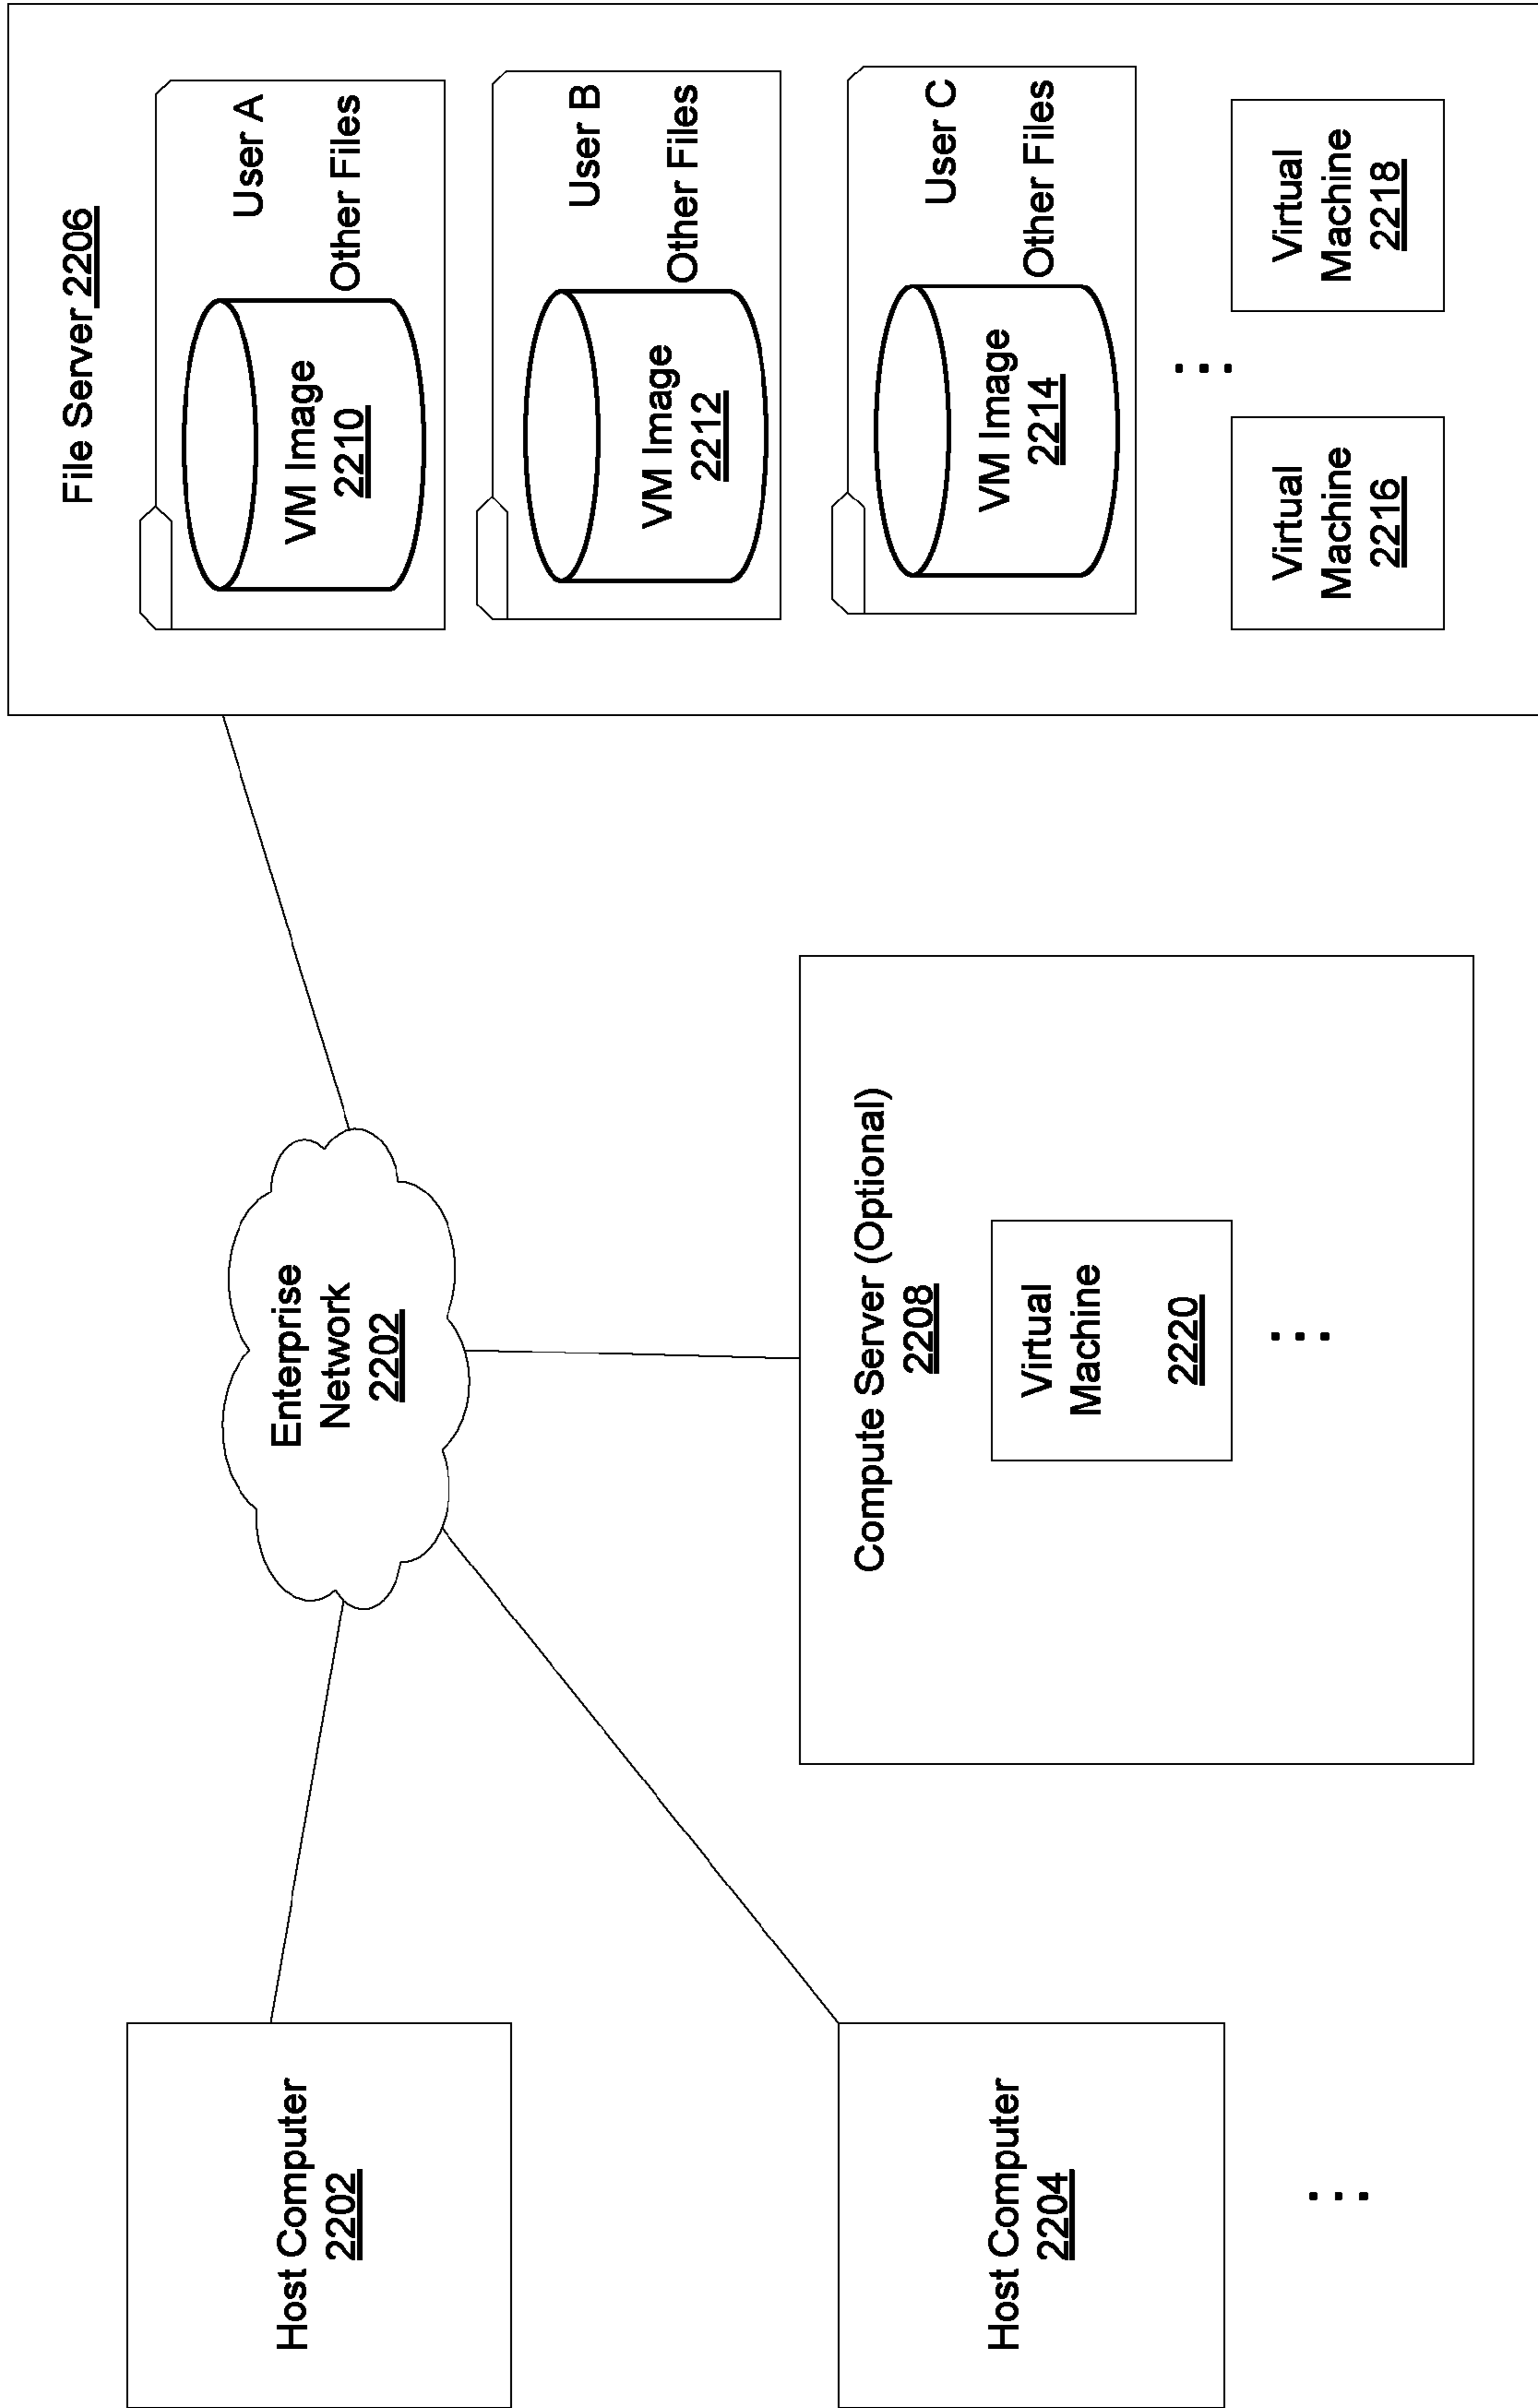 Host Computer
2202
Host Computer
2204
...
Enterprise
Network
2202
Compute Server (Optional)
2208
Virtual
Machine
2220
...
File Server 2206
User A
VM Image
2210
Other Files
User B
VM Image
2212
Other Files
User C
VM Image
2214
Other Files
...
Virtual
Machine
2216
Virtual
Machine
2218